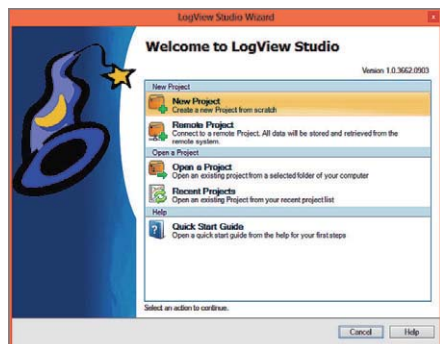 LogView Studio Wizard
Welcome to LogView Studio
Version 1.0.3662.0903
New Project
New Project
Create a new Project from scratch
Remote Project
Connect to a remote Project. All data will be stored and retrieved from the
remote system.
Open a Project
Open a Project
Open an existing project from a selected folder of your computer
Recent Projects
Open an existing Project from your recent project list
Help
Quick Start Guide
Open a quick start guide from the help for your first steps
Select an action to continue.
Cancel
Help